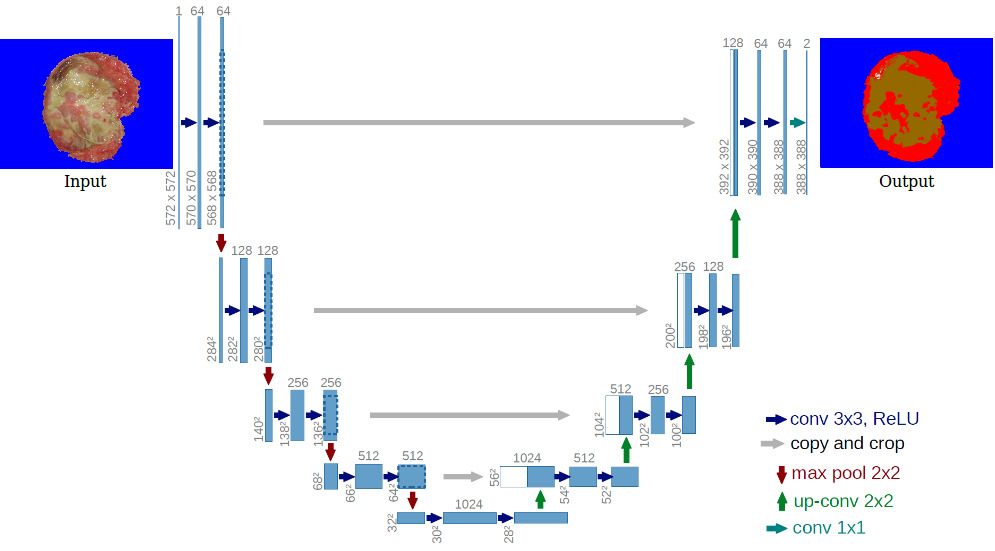 1 64 64
572 x 572
570 x 570
568 x 568
Input
128 64 64 2
392 x 392
390 x 390
388 x 388
388 x 388
Output
128 128
284²
282²
280²
256 128
200²
198²
196²
256 256
140²
138²
136²
512 256
104²
102²
100²
512 512
68²
66²
64²
1024 512
56²
54²
52²
1024
32²
30²
28²
conv 3x3, ReLU
copy and crop
max pool 2x2
up-conv 2x2
conv 1x1